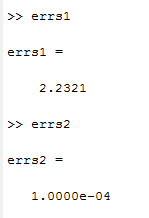 >> errs1
errs1 =
2.2321
>> errs2
errs2 =
1.0000e-04